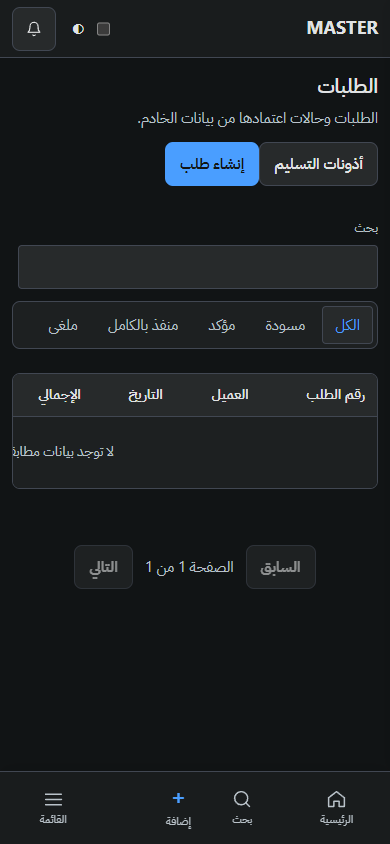 MASTER
الطلبات
الطلبات وحالات اعتمادها من بيانات الخادم.
أذونات التسليم
إنشاء طلب
بحث
الكل
مسودة
مؤكد
منفذ بالكامل
ملغى
رقم الطلب
العميل
التاريخ
الإجمالي
لا توجد بيانات
السابق
الصفحة 1 من 1
التالي
الرئيسية
بحث
إضافة
القائمة